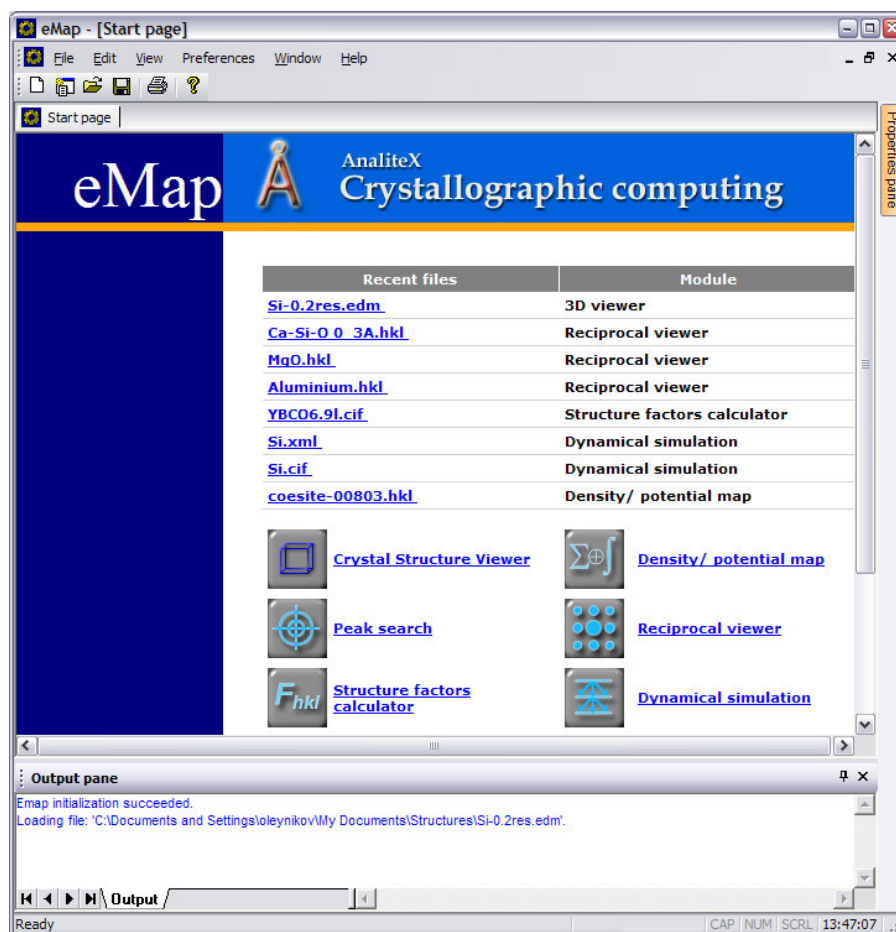 eMap - [Start page]
File Edit View Preferences Window Help
Start page
Properties pane
eMap
Å
AnaliteX
Crystallographic computing
Recent files Module
Si-0.2res.edm 3D viewer
Ca-Si-O 0_3A.hkl Reciprocal viewer
MgO.hkl Reciprocal viewer
Aluminium.hkl Reciprocal viewer
YBCO6.9l.cif Structure factors calculator
Si.xml Dynamical simulation
Si.cif Dynamical simulation
coesite-00803.hkl Density/ potential map
Crystal Structure Viewer
Σ⊕∫ Density/ potential map
Peak search
Reciprocal viewer
Fhkl Structure factors
calculator
Dynamical simulation
Output pane
Emap initialization succeeded.
Loading file: 'C:\Documents and Settings\oleynikov\My Documents\Structures\Si-0.2res.edm'.
Output
Ready CAP NUM SCRL 13:47:07